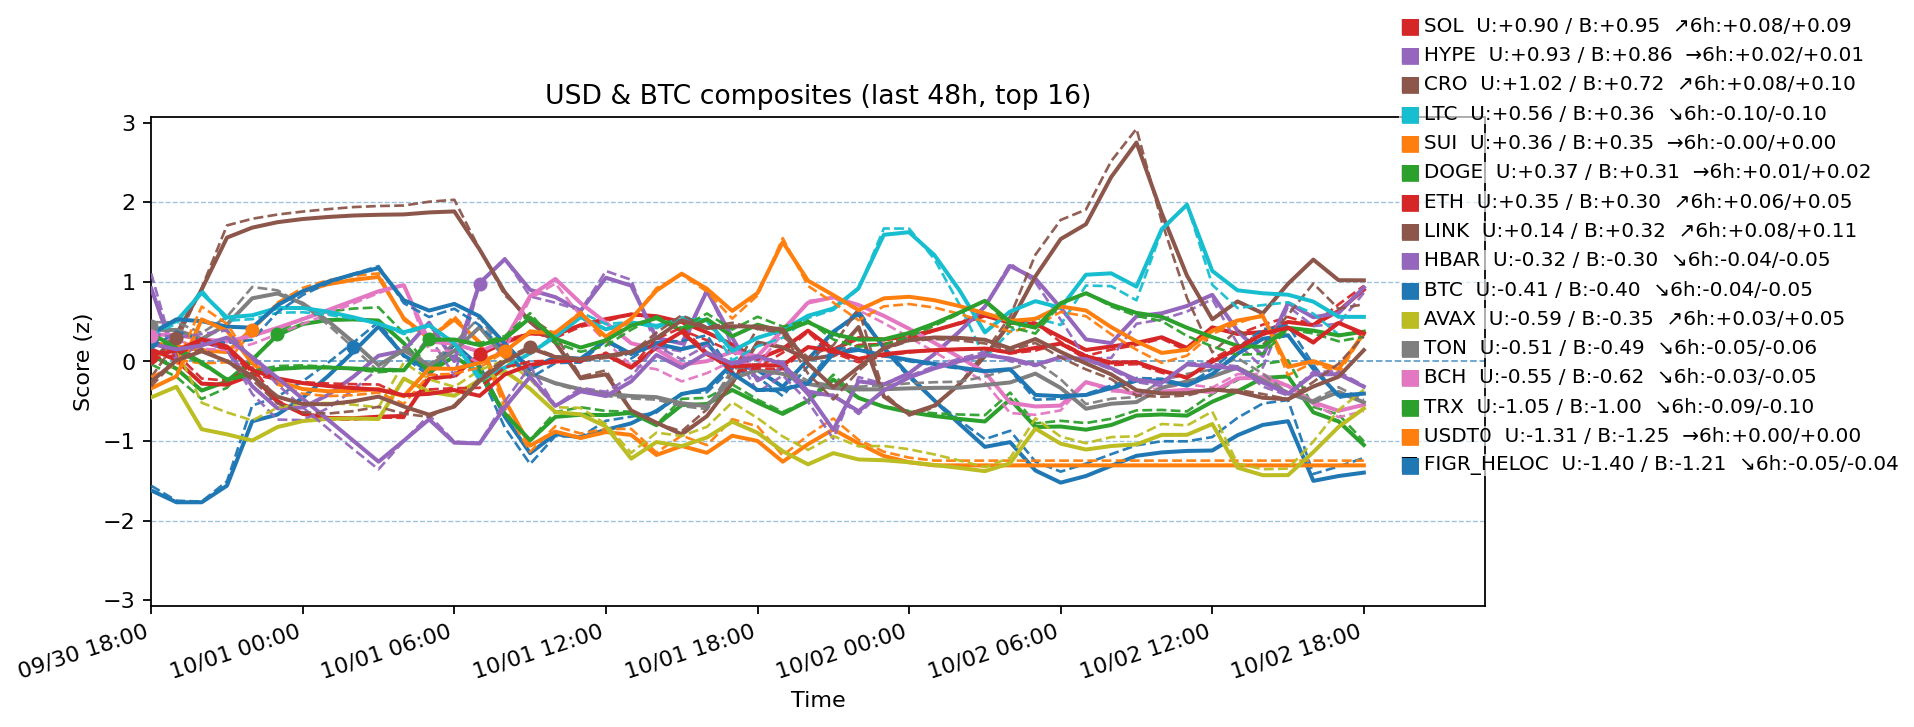 SOL U:+0.90 / B:+0.95 ↗6h:+0.08/+0.09
HYPE U:+0.93 / B:+0.86 →6h:+0.02/+0.01
CRO U:+1.02 / B:+0.72 ↗6h:+0.08/+0.10
LTC U:+0.56 / B:+0.36 ↘6h:-0.10/-0.10
SUI U:+0.36 / B:+0.35 →6h:-0.00/+0.00
DOGE U:+0.37 / B:+0.31 →6h:+0.01/+0.02
ETH U:+0.35 / B:+0.30 ↗6h:+0.06/+0.05
LINK U:+0.14 / B:+0.32 ↗6h:+0.08/+0.11
HBAR U:-0.32 / B:-0.30 ↘6h:-0.04/-0.05
BTC U:-0.41 / B:-0.40 ↘6h:-0.04/-0.05
AVAX U:-0.59 / B:-0.35 ↗6h:+0.03/+0.05
TON U:-0.51 / B:-0.49 ↘6h:-0.05/-0.06
BCH U:-0.55 / B:-0.62 ↘6h:-0.03/-0.05
TRX U:-1.05 / B:-1.00 ↘6h:-0.09/-0.10
USDT0 U:-1.31 / B:-1.25 →6h:+0.00/+0.00
FIGR_HELOC U:-1.40 / B:-1.21 ↘6h:-0.05/-0.04
USD & BTC composites (last 48h, top 16)
3
2
1
0
−1
−2
−3
Score (z)
09/30 18:00
10/01 00:00
10/01 06:00
10/01 12:00
10/01 18:00
10/02 00:00
10/02 06:00
10/02 12:00
10/02 18:00
Time